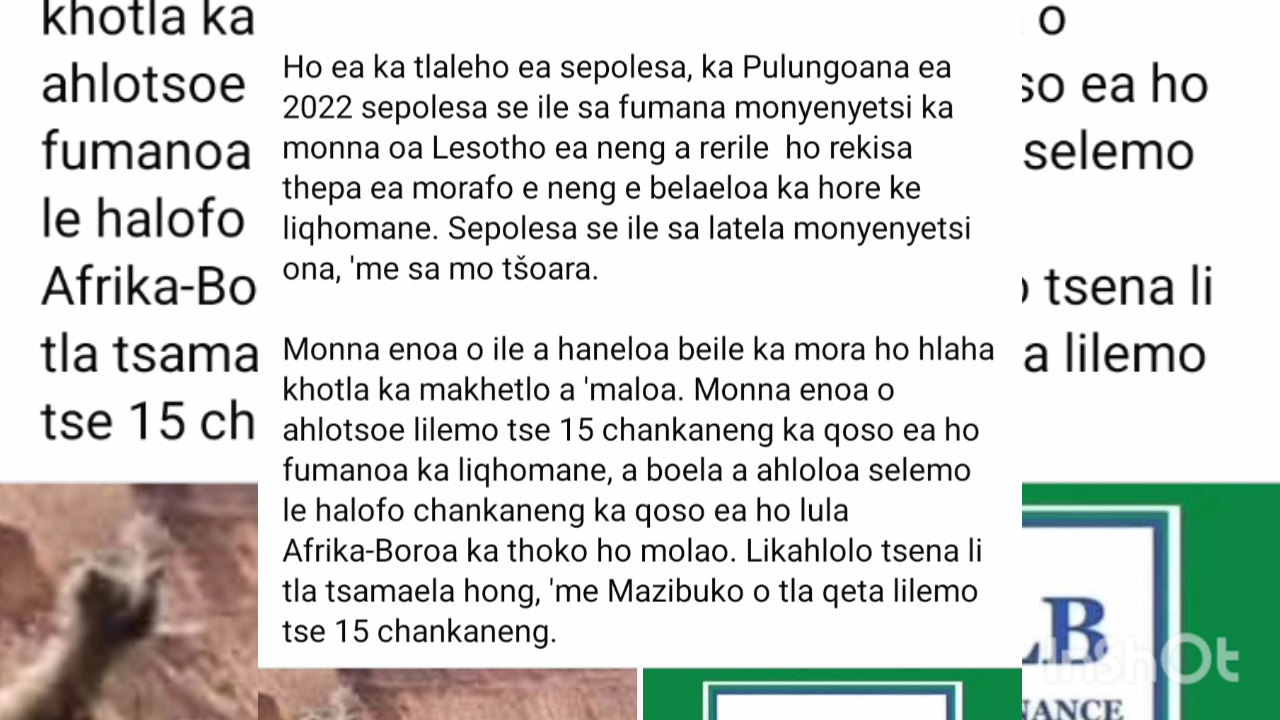 khotla ka
ahlotsoe
fumanoa
le halofo
Afrika-Bo
tla tsama
tse 15 ch
Ho ea ka tlaleho ea sepolesa, ka Pulungoana ea
2022 sepolesa se ile sa fumana monyenyetsi ka
monna oa Lesotho ea neng a rerile ho rekisa
thepa ea morafo e neng e belaeloa ka hore ke
liqhomane. Sepolesa se ile sa latela monyenyetsi
ona, 'me sa mo tšoara.
Monna enoa o ile a haneloa beile ka mora ho hlaha
khotla ka makhetlo a 'maloa. Monna enoa o
ahlotsoe lilemo tse 15 chankaneng ka qoso ea ho
fumanoa ka liqhomane, a boela a ahloloa selemo
le halofo chankaneng ka qoso ea ho lula
Afrika-Boroa ka thoko ho molao. Likahlolo tsena li
tla tsamaela hong, 'me Mazibuko o tla qeta lilemo
tse 15 chankaneng.
o
so ea ho
selemo
tsena li
a lilemo
B
NANCE
InShOt